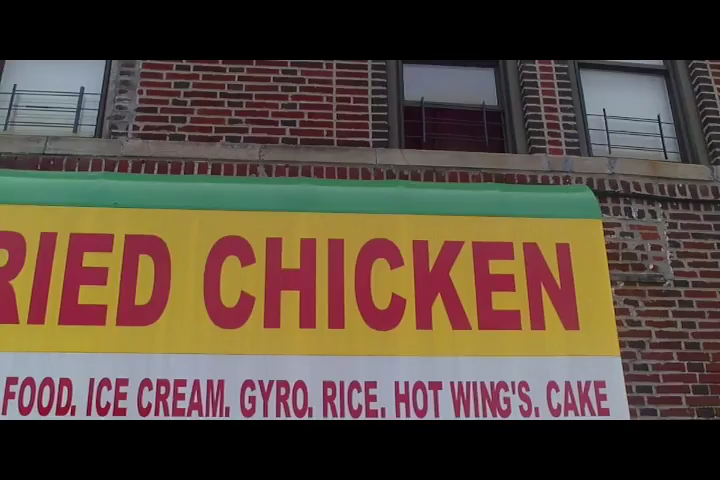 RIED CHICKEN
FOOD. ICE CREAM. GYRO. RICE. HOT WING'S. CAKE